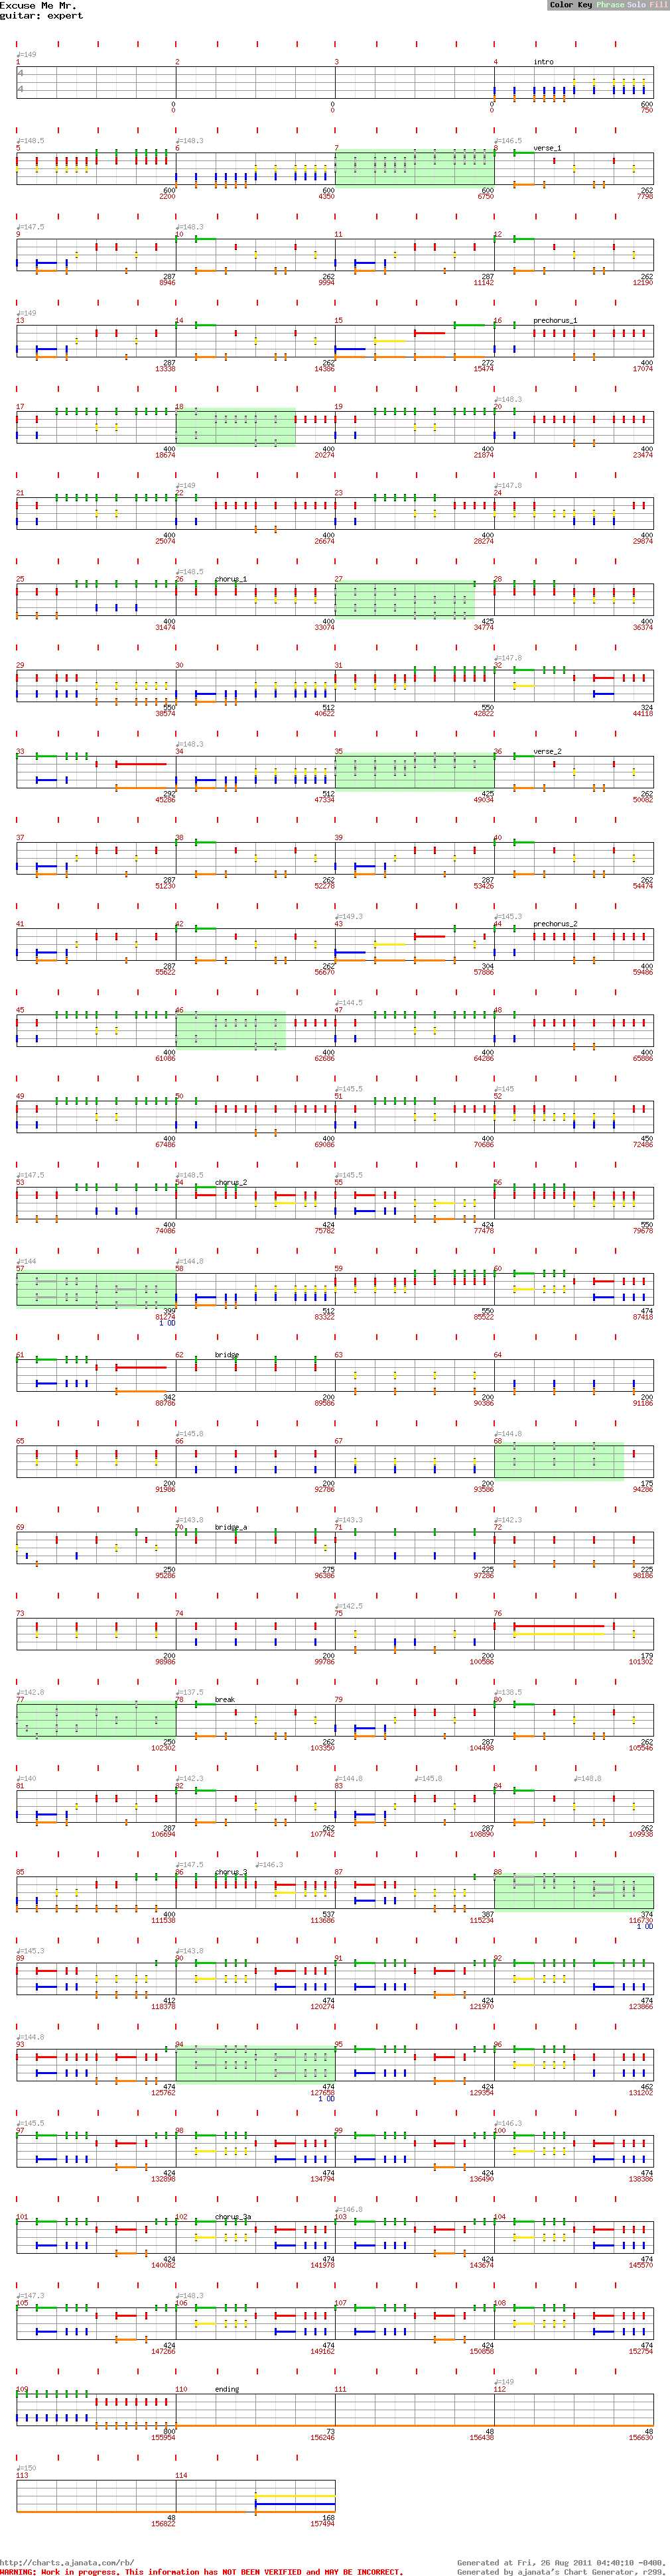 Excuse Me Mr.
guitar: expert
Color Key Phrase Solo Fill
♩=149
1 2 3 4 intro
4
4
0 0 0 600
0 0 0 750
♩=148.5 ♩=148.3 ♩=146.5
5 6 7 8 verse_1
600 600 600 262
2200 4350 6750 7798
♩=147.5 ♩=148.3
9 10 11 12
287 262 287 262
8946 9994 11142 12190
♩=149
13 14 15 16 prechorus_1
287 262 272 400
13338 14386 15474 17074
♩=148.3
17 18 19 20
400 400 400 400
18674 20274 21874 23474
♩=149 ♩=147.8
21 22 23 24
400 400 400 400
25074 26674 28274 29874
♩=148.5
25 26 chorus_1 27 28
400 400 425 400
31474 33074 34774 36374
♩=147.8
29 30 31 32
550 512 550 324
38574 40622 42822 44118
♩=148.3
33 34 35 36 verse_2
292 512 425 262
45286 47334 49034 50082
37 38 39 40
287 262 287 262
51230 52278 53426 54474
♩=149.3 ♩=145.3
41 42 43 44 prechorus_2
287 262 304 400
55622 56670 57886 59486
♩=144.5
45 46 47 48
400 400 400 400
61086 62686 64286 65886
♩=145.5 ♩=145
49 50 51 52
400 400 400 450
67486 69086 70686 72486
♩=147.5 ♩=148.5 ♩=145.5
53 54 chorus_2 55 56
400 424 424 550
74086 75782 77478 79678
♩=144 ♩=144.8
57 58 59 60
399 512 550 474
81274 83322 85522 87418
1 OD
61 62 bridge 63 64
342 200 200 200
88786 89586 90386 91186
♩=145.8 ♩=144.8
65 66 67 68
200 200 200 175
91986 92786 93586 94286
♩=143.8 ♩=143.3 ♩=142.3
69 70 bridge_a 71 72
250 275 225 225
95286 96386 97286 98186
♩=142.5
73 74 75 76
200 200 200 179
98986 99786 100586 101302
♩=142.8 ♩=137.5 ♩=138.5
77 78 break 79 80
250 262 287 262
102302 103350 104498 105546
♩=140 ♩=142.3 ♩=144.8 ♩=145.8 ♩=148.8
81 82 83 84
287 262 287 262
106694 107742 108890 109938
♩=147.5 ♩=146.3
85 86 chorus_3 87 88
400 537 387 374
111538 113686 115234 116730
1 OD
♩=145.3 ♩=143.8
89 90 91 92
412 474 424 474
118378 120274 121970 123866
♩=144.8
93 94 95 96
474 474 424 462
125762 127658 129354 131202
1 OD
♩=145.5 ♩=146.3
97 98 99 100
424 474 424 474
132898 134794 136490 138386
♩=146.8
101 102 chorus_3a 103 104
424 474 424 474
140082 141978 143674 145570
♩=147.3 ♩=148.3
105 106 107 108
424 474 424 474
147266 149162 150858 152754
♩=149
109 110 ending 111 112
800 73 48 48
155954 156246 156438 156630
♩=150
113 114
48 168
156822 157494
http://charts.ajanata.com/rb/ Generated at Fri, 26 Aug 2011 04:40:10 -0400.
WARNING: Work in progress. This information has NOT BEEN VERIFIED and MAY BE INCORRECT. Generated by ajanata's Chart Generator, r299.